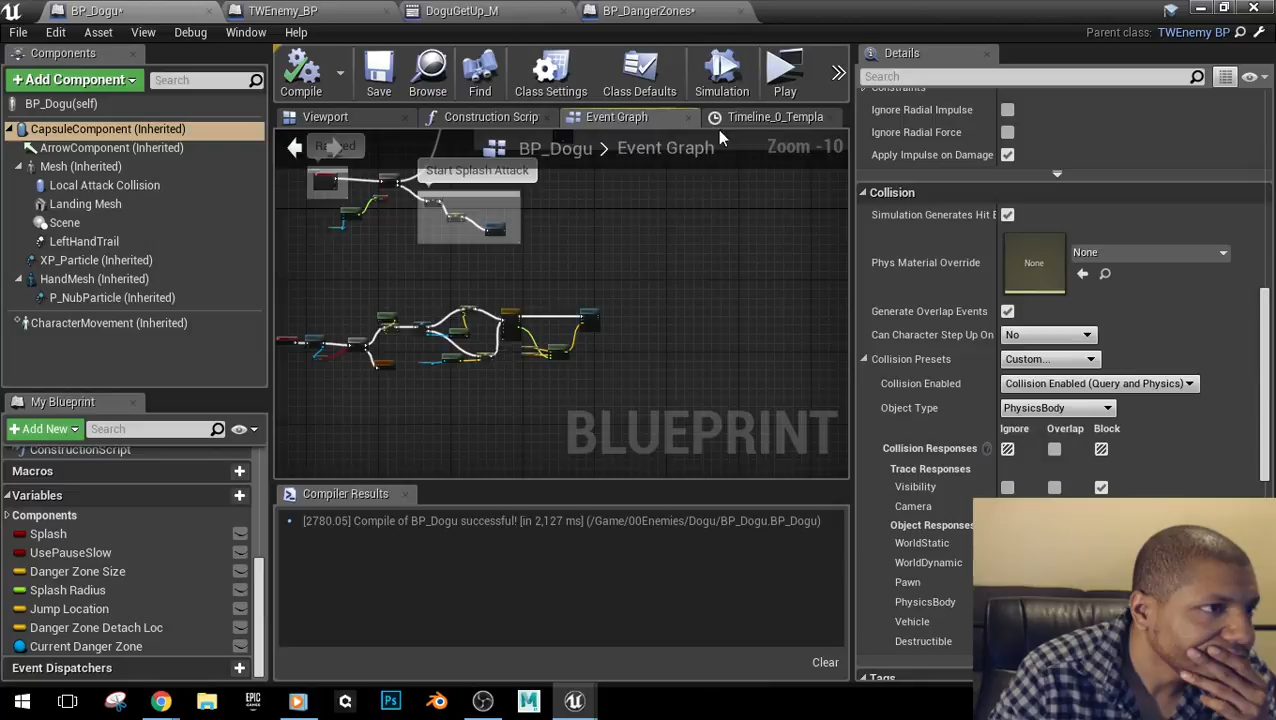 BP_Dogu*
TWEnemy_BP
DoguGetUp_M
BP_DangerZones*
File Edit Asset View Debug Window Help
Parent class: TWEnemy BP
Components
+Add Component
Search
BP_Dogu(self)
CapsuleComponent (Inherited)
ArrowComponent (Inherited)
Mesh (Inherited)
Local Attack Collision
Landing Mesh
Scene
LeftHandTrail
XP_Particle (Inherited)
HandMesh (Inherited)
P_NubParticle (Inherited)
CharacterMovement (Inherited)
My Blueprint
+Add New
Search
ConstructionScript
Macros
Variables
Components
Splash
UsePauseSlow
Danger Zone Size
Splash Radius
Jump Location
Danger Zone Detach Loc
Current Danger Zone
Event Dispatchers
Compile Save Browse Find Class Settings Class Defaults Simulation Play
Viewport
Construction Scrip
Event Graph
Timeline_0_Templa
BP_Dogu > Event Graph
Zoom -10
Start Splash Attack
BLUEPRINT
Compiler Results
[2780.05] Compile of BP_Dogu successful! [in 2,127 ms] (/Game/00Enemies/Dogu/BP_Dogu.BP_Dogu)
Clear
Details
Search
Constraints
Ignore Radial Impulse
Ignore Radial Force
Apply Impulse on Damage
Collision
Simulation Generates Hit E
Phys Material Override
None
None
Generate Overlap Events
Can Character Step Up On
No
Collision Presets
Custom...
Collision Enabled
Collision Enabled (Query and Physics)
Object Type
PhysicsBody
Ignore Overlap Block
Collision Responses
Trace Responses
Visibility
Camera
Object Respons
WorldStatic
WorldDynamic
Pawn
PhysicsBody
Vehicle
Destructible
Tags
EPIC GAMES
Ps
M